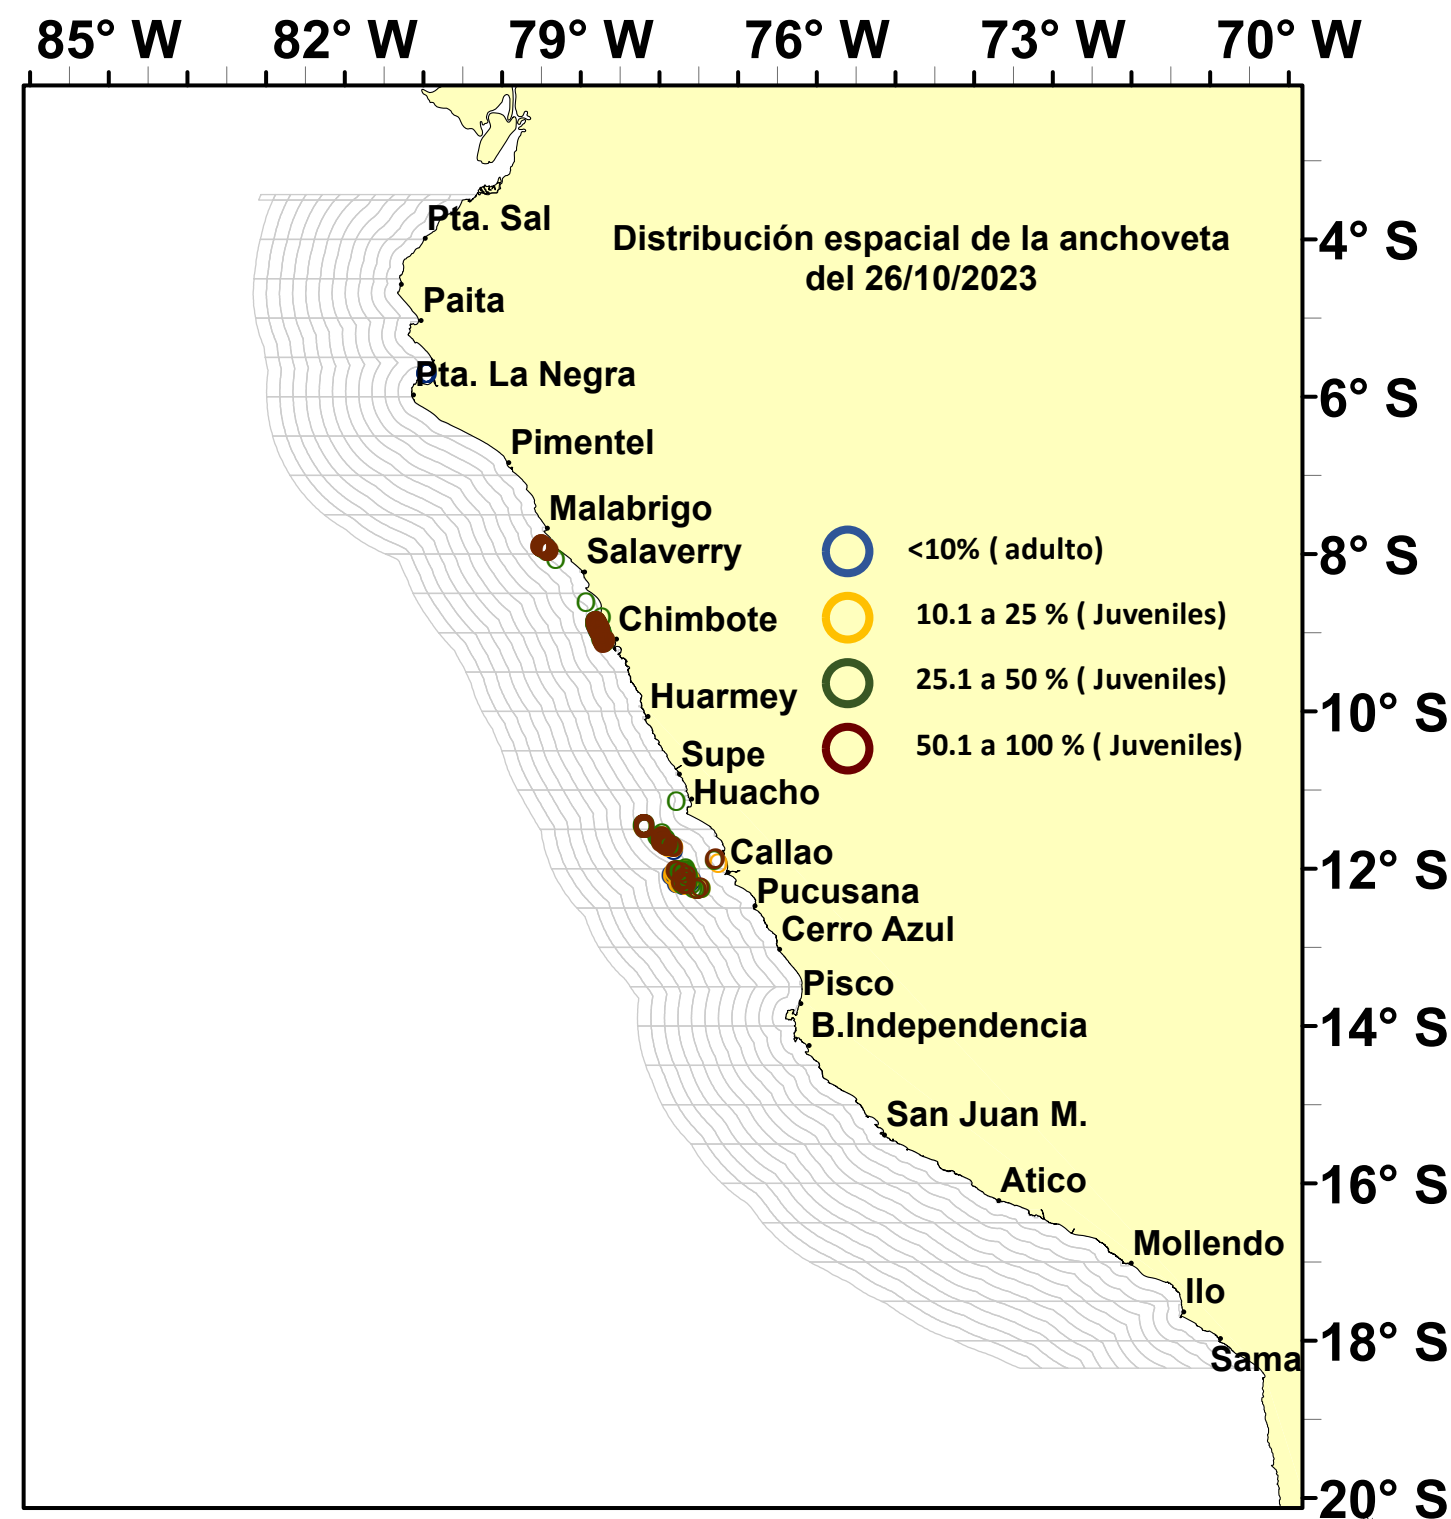 85° W 82° W 79° W 76° W 73° W 70° W
Pta. Sal
Distribución espacial de la anchoveta
del 26/10/2023
4° S
Paita
Pta. La Negra
6° S
Pimentel
Malabrigo
Salaverry
<10% ( adulto)
8° S
Chimbote
10.1 a 25 % ( Juveniles)
25.1 a 50 % ( Juveniles)
Huarmey
10° S
50.1 a 100 % ( Juveniles)
Supe
Huacho
Callao
12° S
Pucusana
Cerro Azul
Pisco
B.Independencia
14° S
San Juan M.
Atico
16° S
Mollendo
Ilo
18° S
Sama
20° S